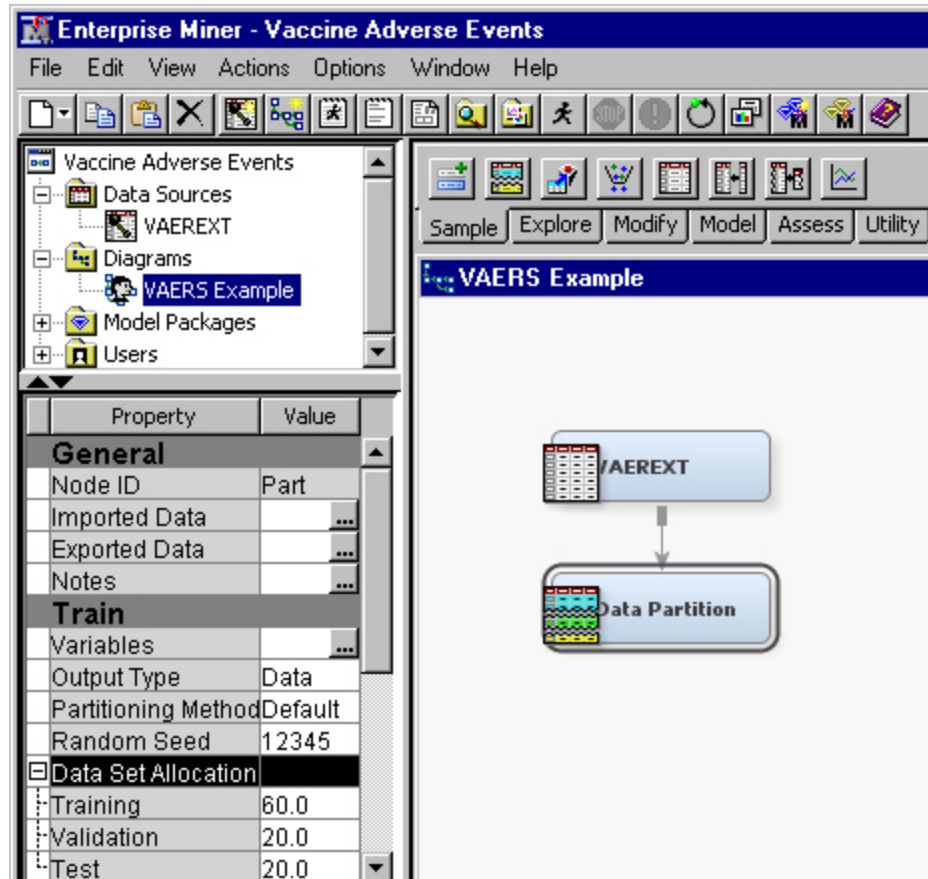 Enterprise Miner - Vaccine Adverse Events
File Edit View Actions Options Window Help
Vaccine Adverse Events
Data Sources
VAEREXT
Diagrams
VAERS Example
Model Packages
Users
Sample Explore Modify Model Assess Utility
VAERS Example
Property Value
General
Node ID Part
Imported Data ...
Exported Data ...
Notes ...
Train
Variables ...
Output Type Data
Partitioning Method Default
Random Seed 12345
Data Set Allocation
Training 60.0
Validation 20.0
Test 20.0
VAEREXT
Data Partition